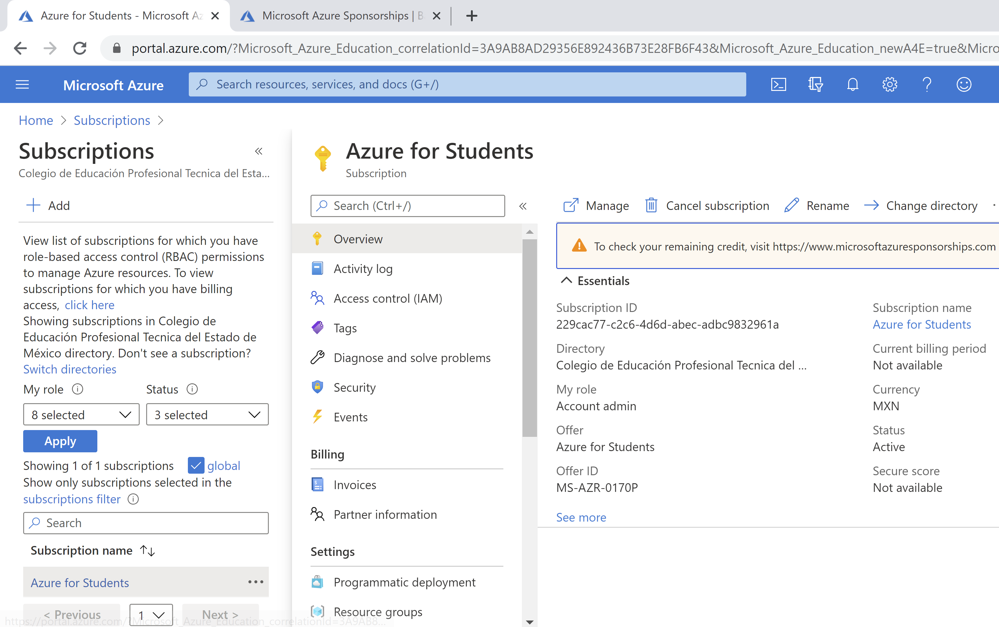 Azure for Students - Microsoft Az
Microsoft Azure Sponsorships | B
portal.azure.com/?Microsoft_Azure_Education_correlationId=3A9AB8AD29356E892436B73E28FB6F43&Microsoft_Azure_Education_newA4E=true&Micro
Microsoft Azure
Search resources, services, and docs (G+/)
Home > Subscriptions >
Subscriptions
Colegio de Educación Profesional Tecnica del Esta...
Add
View list of subscriptions for which you have
role-based access control (RBAC) permissions
to manage Azure resources. To view
subscriptions for which you have billing
access, click here
Showing subscriptions in Colegio de
Educación Profesional Tecnica del Estado de
México directory. Don't see a subscription?
Switch directories
My role
Status
8 selected
3 selected
Apply
Showing 1 of 1 subscriptions
global
Show only subscriptions selected in the
subscriptions filter
Search
Subscription name
Azure for Students
< Previous
1
Next >
https://portal.azure.com/?Microsoft_Azure_Education_correlationId=3A9AB8...
Azure for Students
Subscription
Search (Ctrl+/)
Overview
Activity log
Access control (IAM)
Tags
Diagnose and solve problems
Security
Events
Billing
Invoices
Partner information
Settings
Programmatic deployment
Resource groups
Manage
Cancel subscription
Rename
Change directory
To check your remaining credit, visit https://www.microsoftazuresponsorships.com
Essentials
Subscription ID
229cac77-c2c6-4d6d-abec-adbc9832961a
Directory
Colegio de Educación Profesional Tecnica del ...
My role
Account admin
Offer
Azure for Students
Offer ID
MS-AZR-0170P
See more
Subscription name
Azure for Students
Current billing period
Not available
Currency
MXN
Status
Active
Secure score
Not available